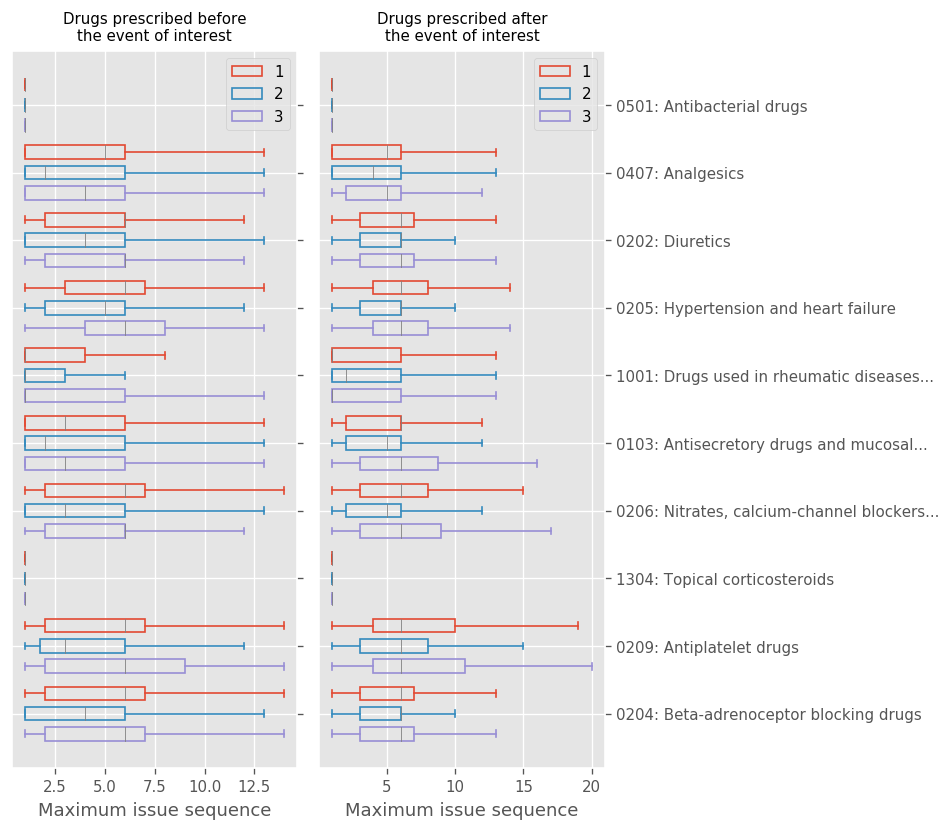 Drugs prescribed before
the event of interest
Drugs prescribed after
the event of interest
1
2
3
1
2
3
0501: Antibacterial drugs
0407: Analgesics
0202: Diuretics
0205: Hypertension and heart failure
1001: Drugs used in rheumatic diseases...
0103: Antisecretory drugs and mucosal...
0206: Nitrates, calcium-channel blockers...
1304: Topical corticosteroids
0209: Antiplatelet drugs
0204: Beta-adrenoceptor blocking drugs
2.5 5.0 7.5 10.0 12.5
5 10 15 20
Maximum issue sequence
Maximum issue sequence